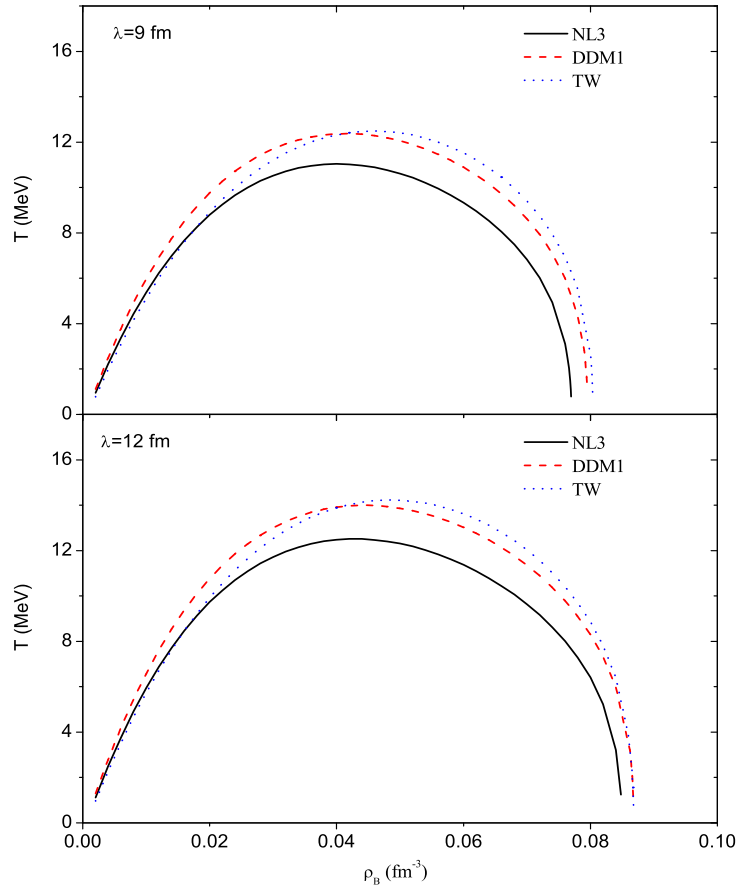 λ=9 fm
NL3
DDM1
TW
16
12
8
4
0
T (MeV)
λ=12 fm
NL3
DDM1
TW
16
12
8
4
0
T (MeV)
0.00 0.02 0.04 0.06 0.08 0.10
ρB (fm-3)